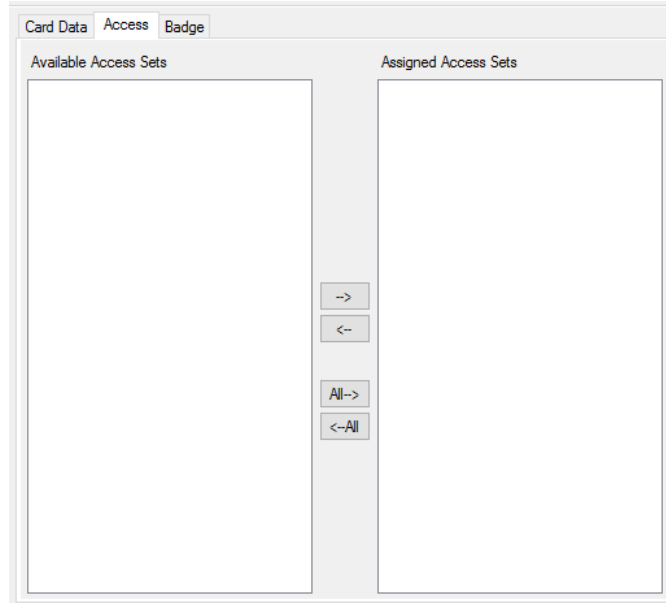 Card Data Access Badge
Available Access Sets Assigned Access Sets
-->
<--
All-->
<--All